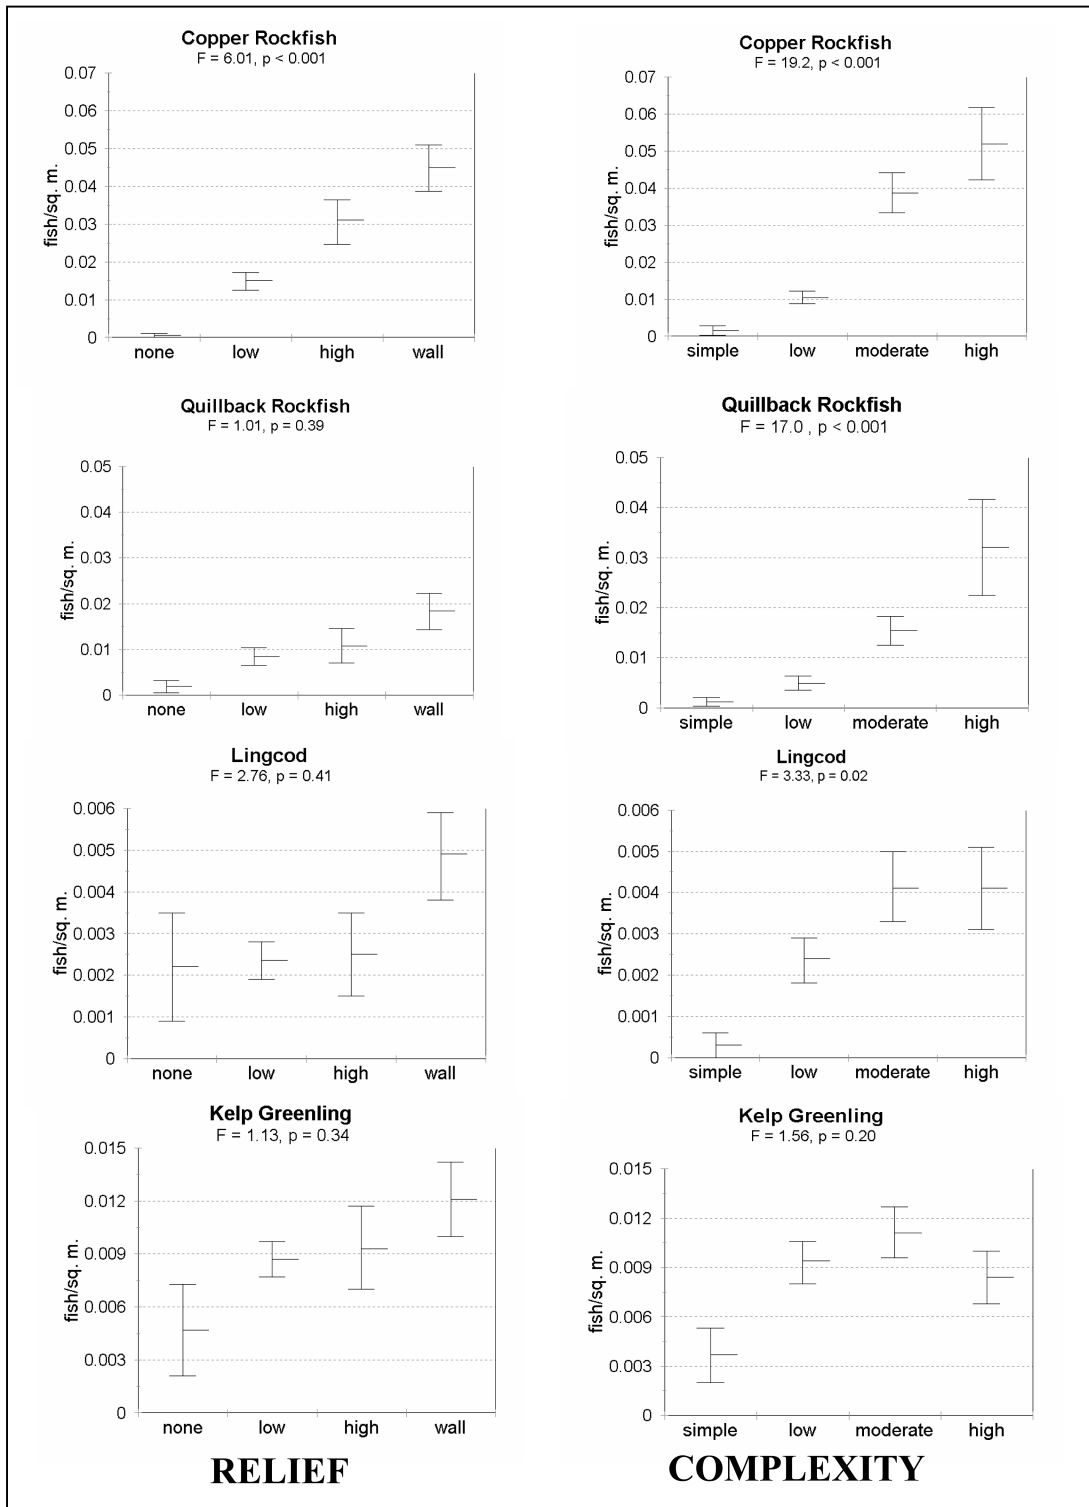 Copper Rockfish
F = 6.01, p < 0.001
0.07
0.06
0.05
0.04
0.03
0.02
0.01
0
fish/sq. m.
none low high wall
Copper Rockfish
F = 19.2, p < 0.001
0.07
0.06
0.05
0.04
0.03
0.02
0.01
0
fish/sq. m.
simple low moderate high
Quillback Rockfish
F = 1.01, p = 0.39
0.05
0.04
0.03
0.02
0.01
0
fish/sq. m.
none low high wall
Quillback Rockfish
F = 17.0 , p < 0.001
0.05
0.04
0.03
0.02
0.01
0
fish/sq. m.
simple low moderate high
Lingcod
F = 2.76, p = 0.41
0.006
0.005
0.004
0.003
0.002
0.001
0
fish/sq. m.
none low high wall
Lingcod
F = 3.33, p = 0.02
0.006
0.005
0.004
0.003
0.002
0.001
0
fish/sq. m.
simple low moderate high
Kelp Greenling
F = 1.13, p = 0.34
0.015
0.012
0.009
0.006
0.003
0
fish/sq. m.
none low high wall
Kelp Greenling
F = 1.56, p = 0.20
0.015
0.012
0.009
0.006
0.003
0
fish/sq. m.
simple low moderate high
RELIEF
COMPLEXITY